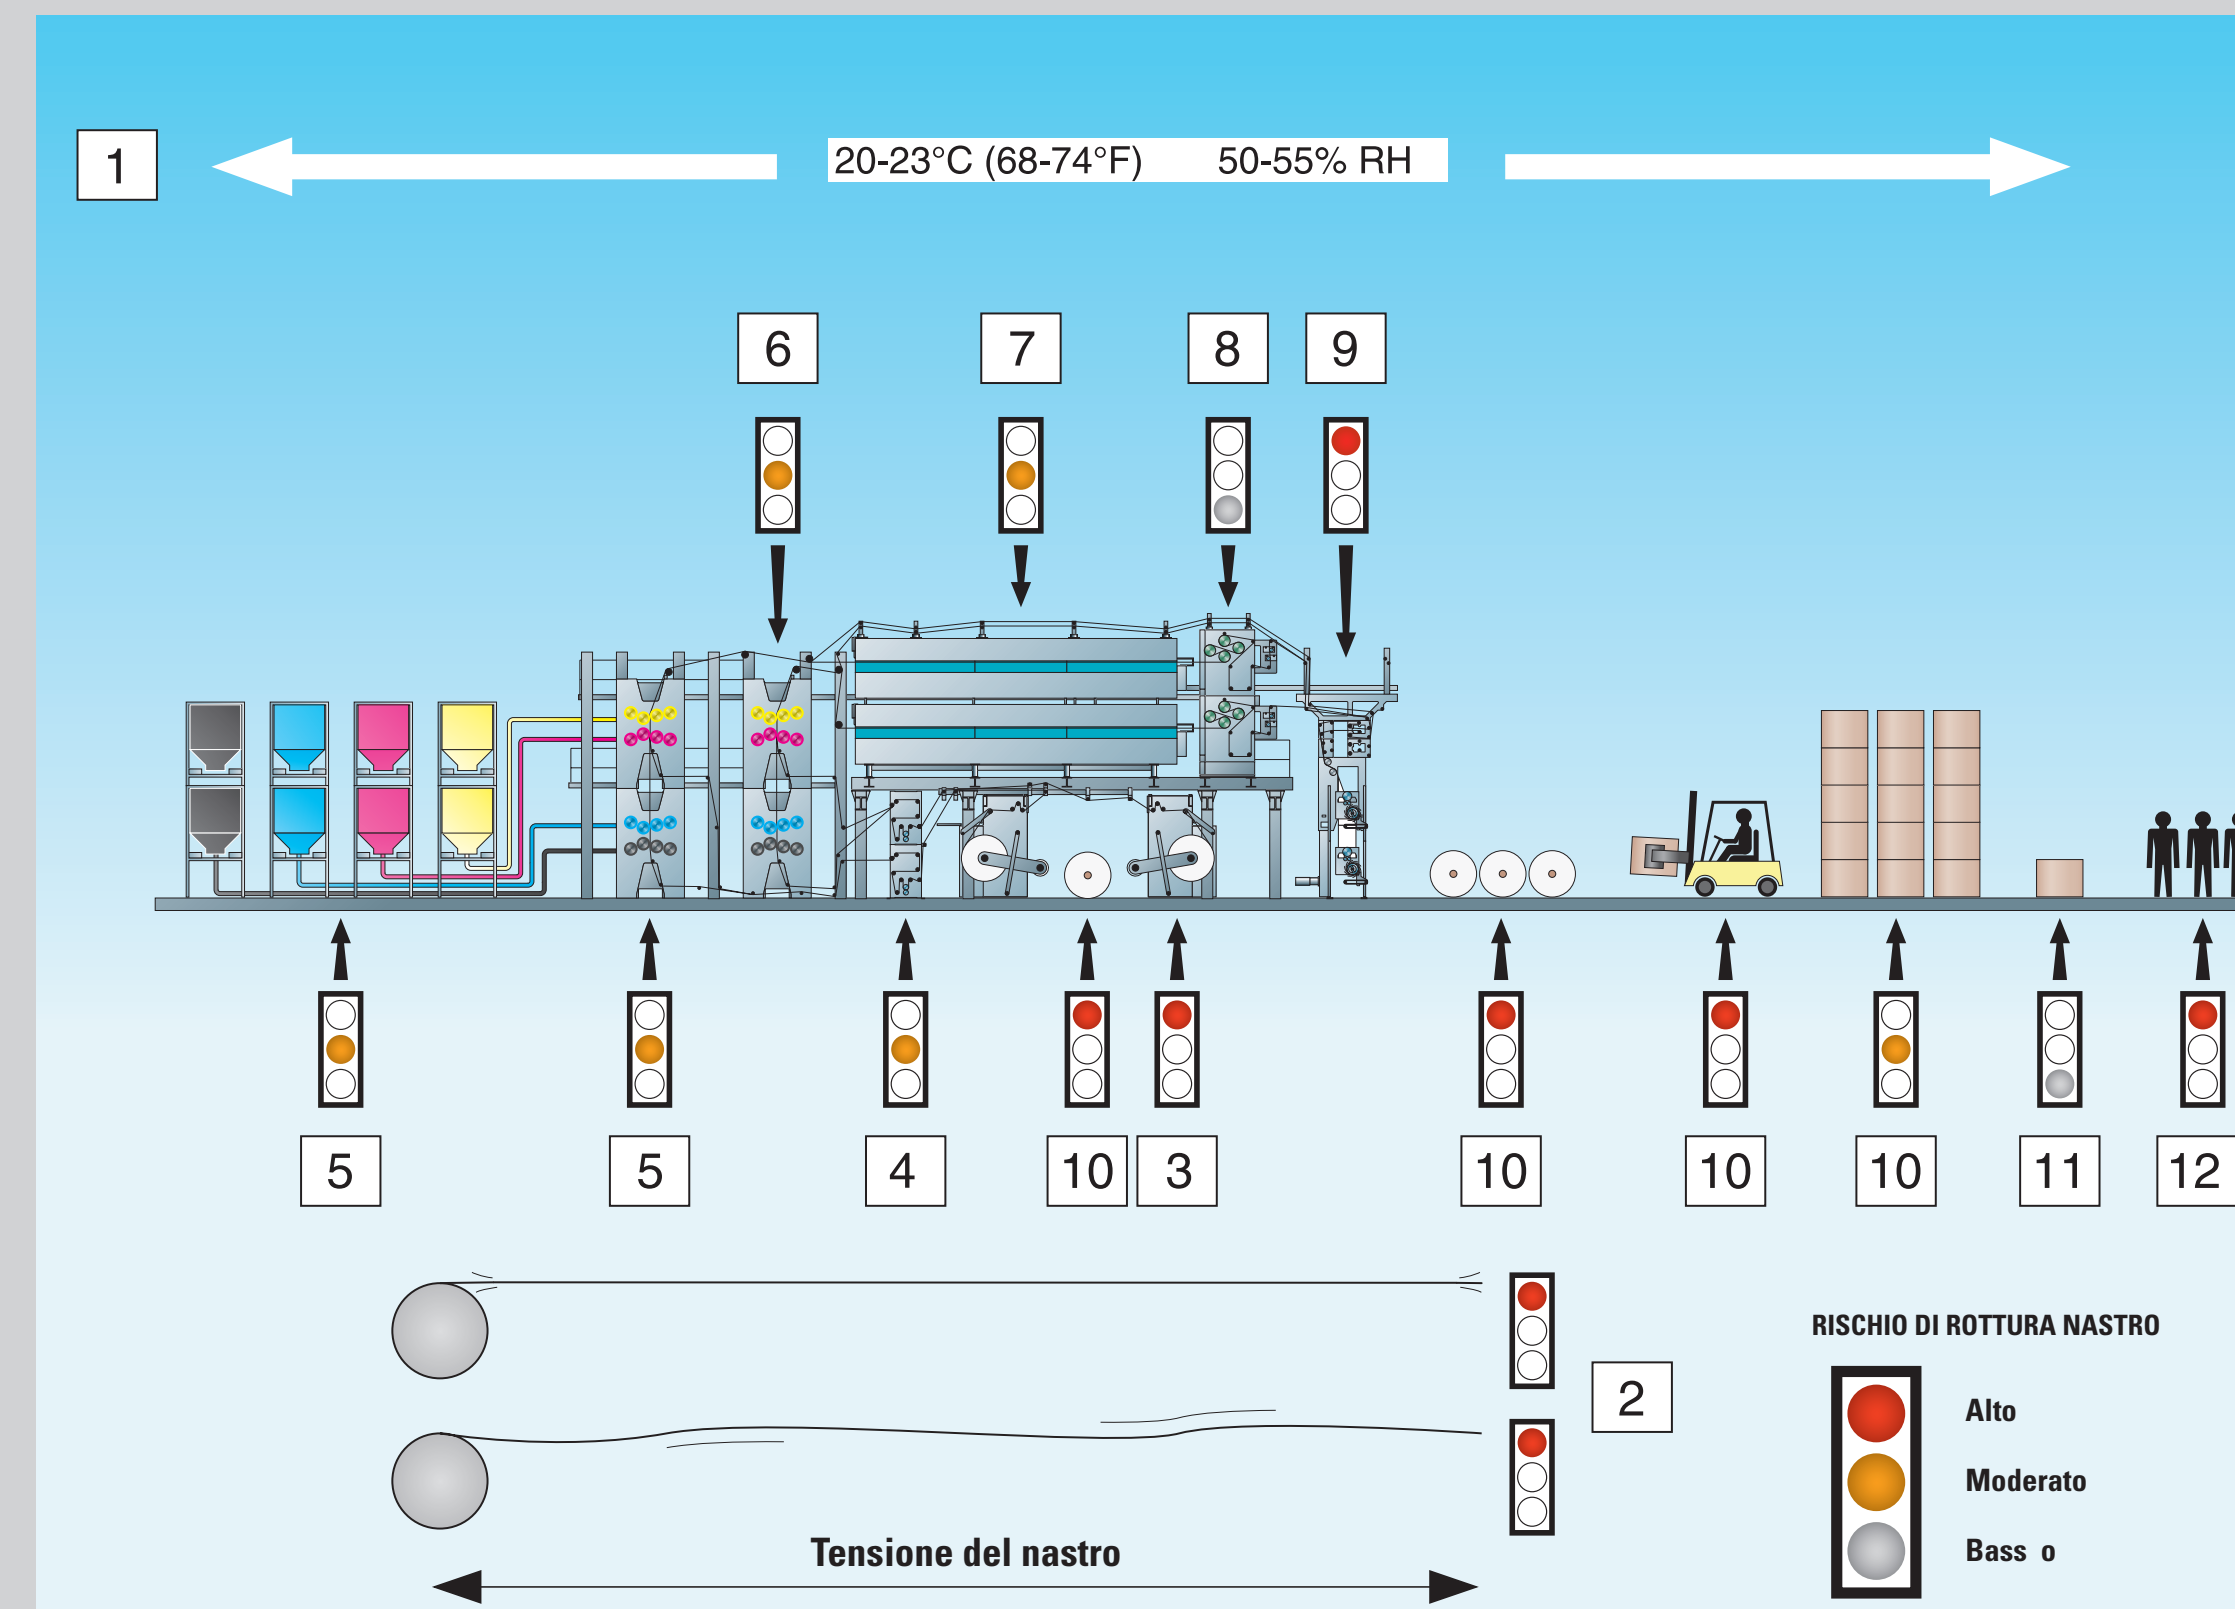 1
20-23°C (68-74°F) 50-55% RH
6 7 8 9
5 5 4 10 3 10 10 10 11 12
2
RISCHIO DI ROTTURA NASTRO
Alto
Moderato
Bass o
Tensione del nastro